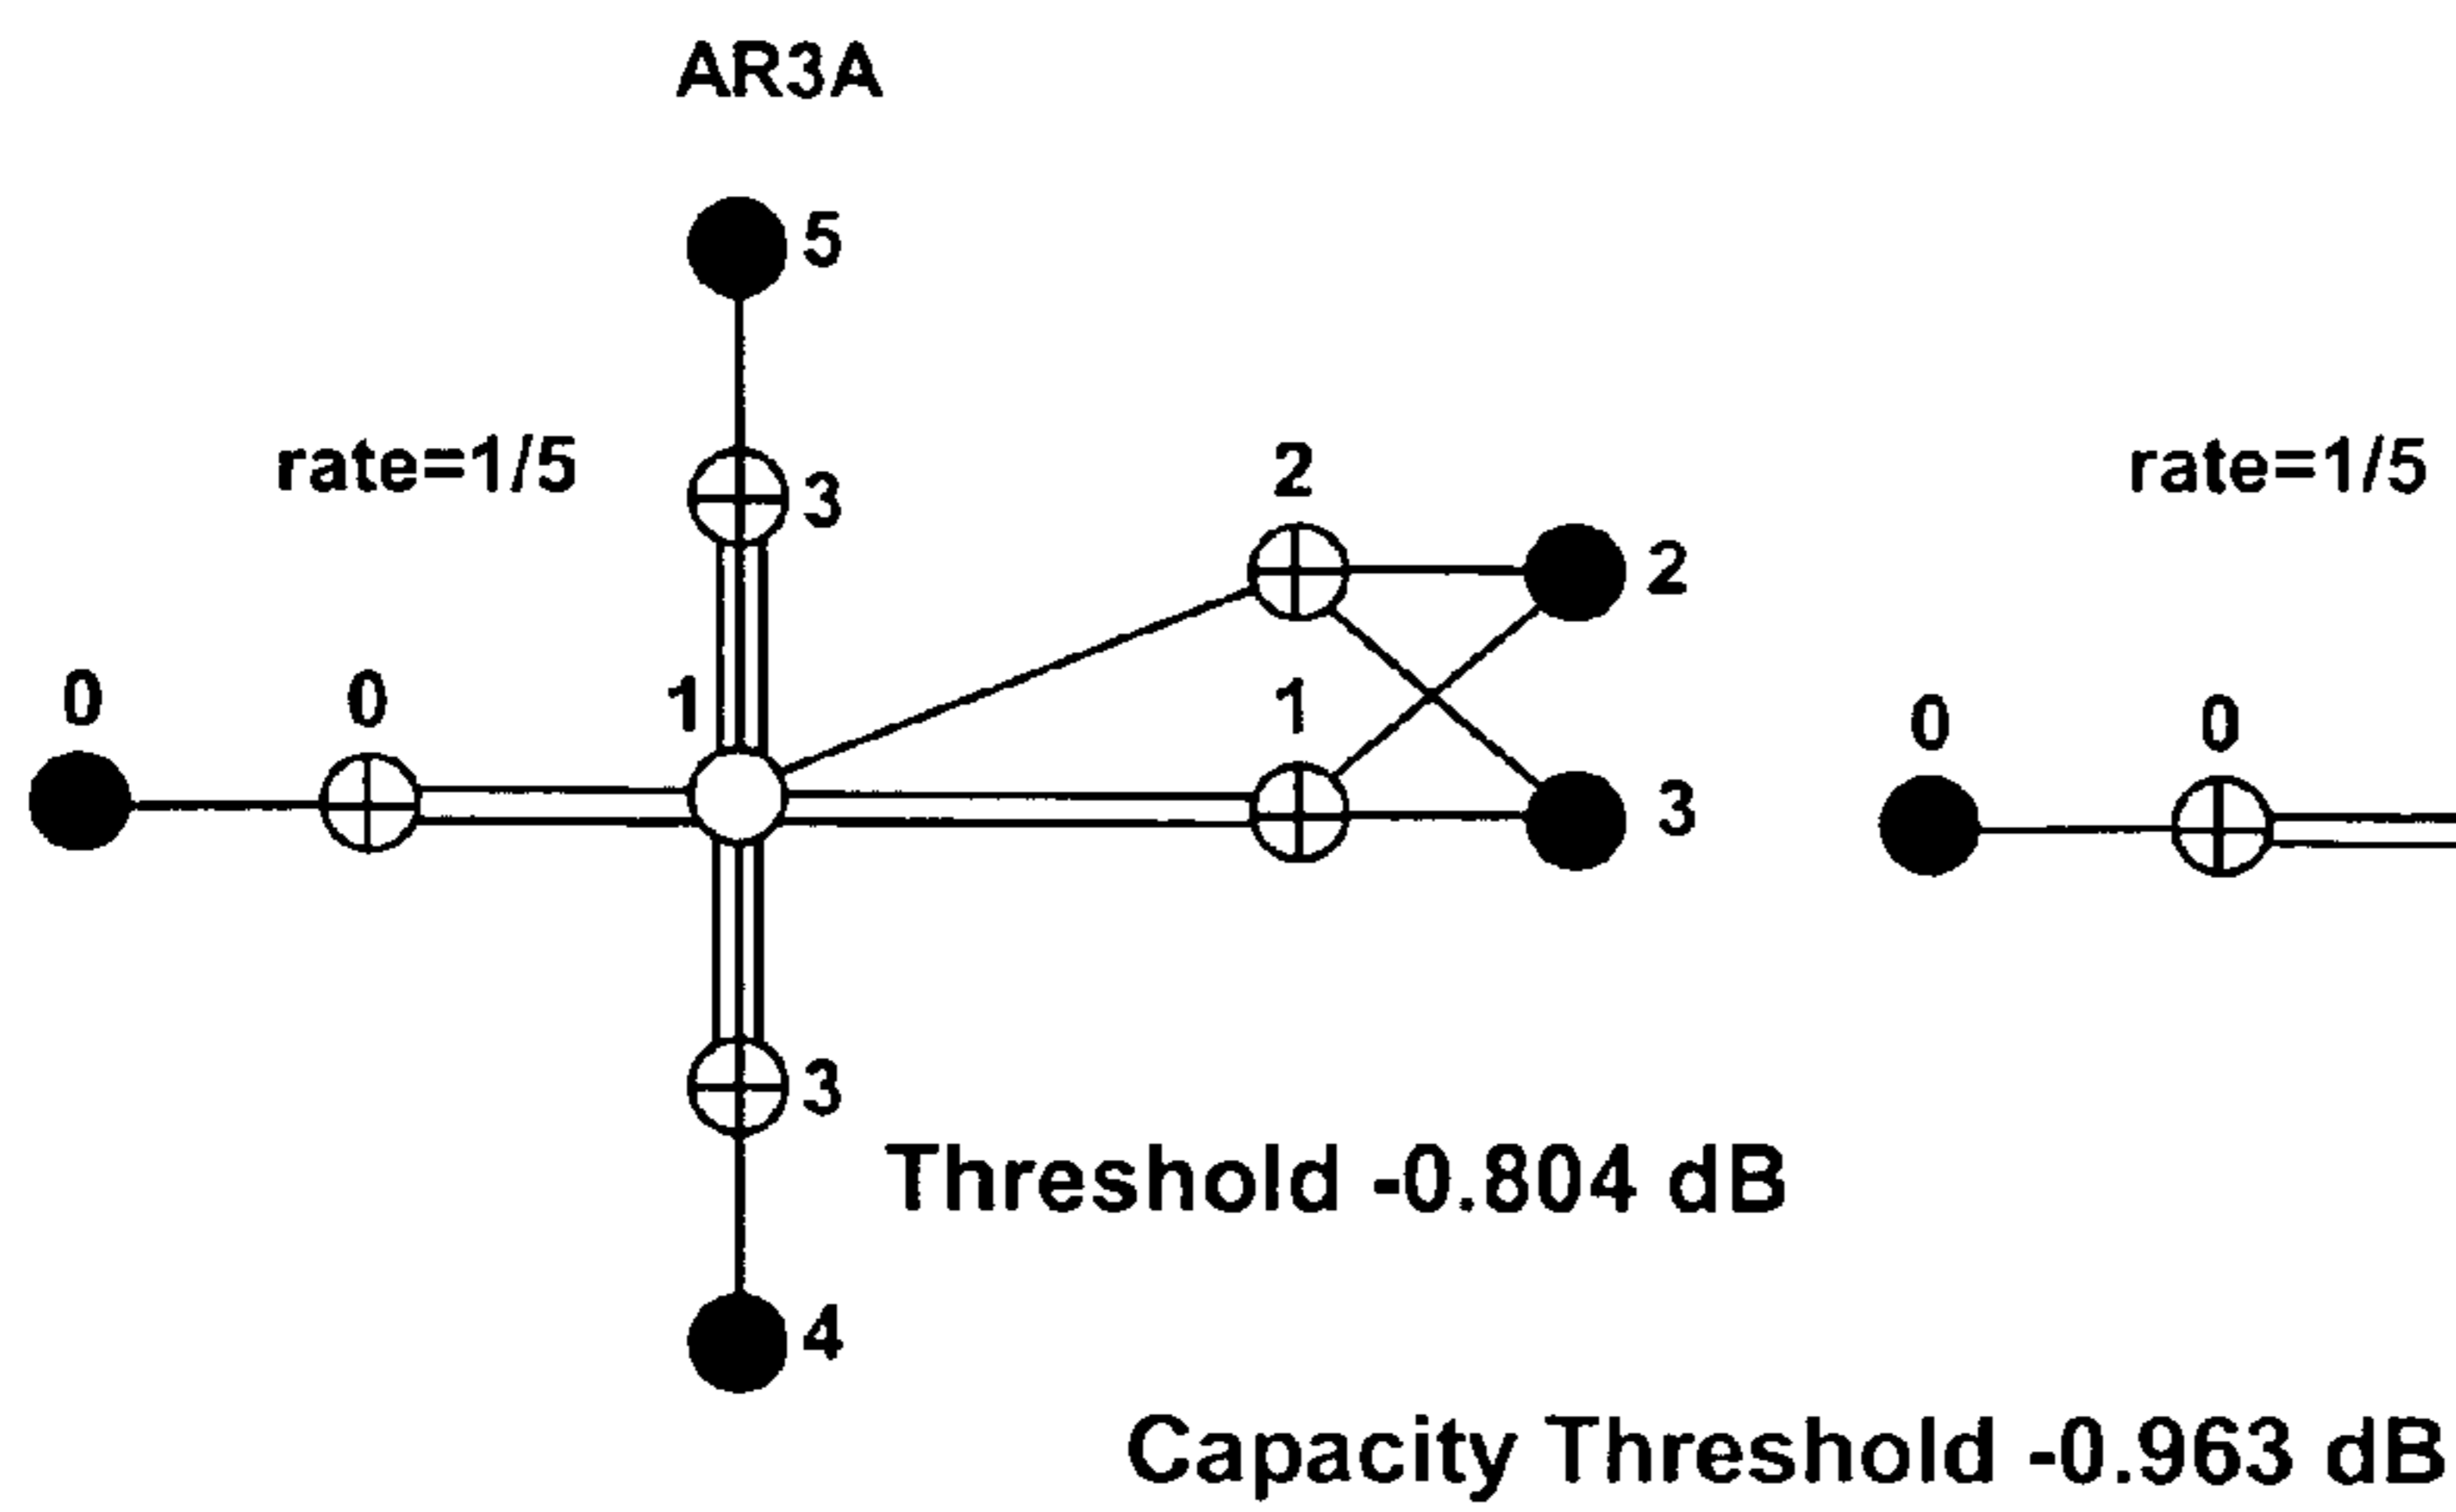 AR3A
5
rate=1/5
rate=1/5
3
2
2
0
0
1
1
3
0
0
3
Threshold -0.804 dB
4
Capacity Threshold -0.963 dB